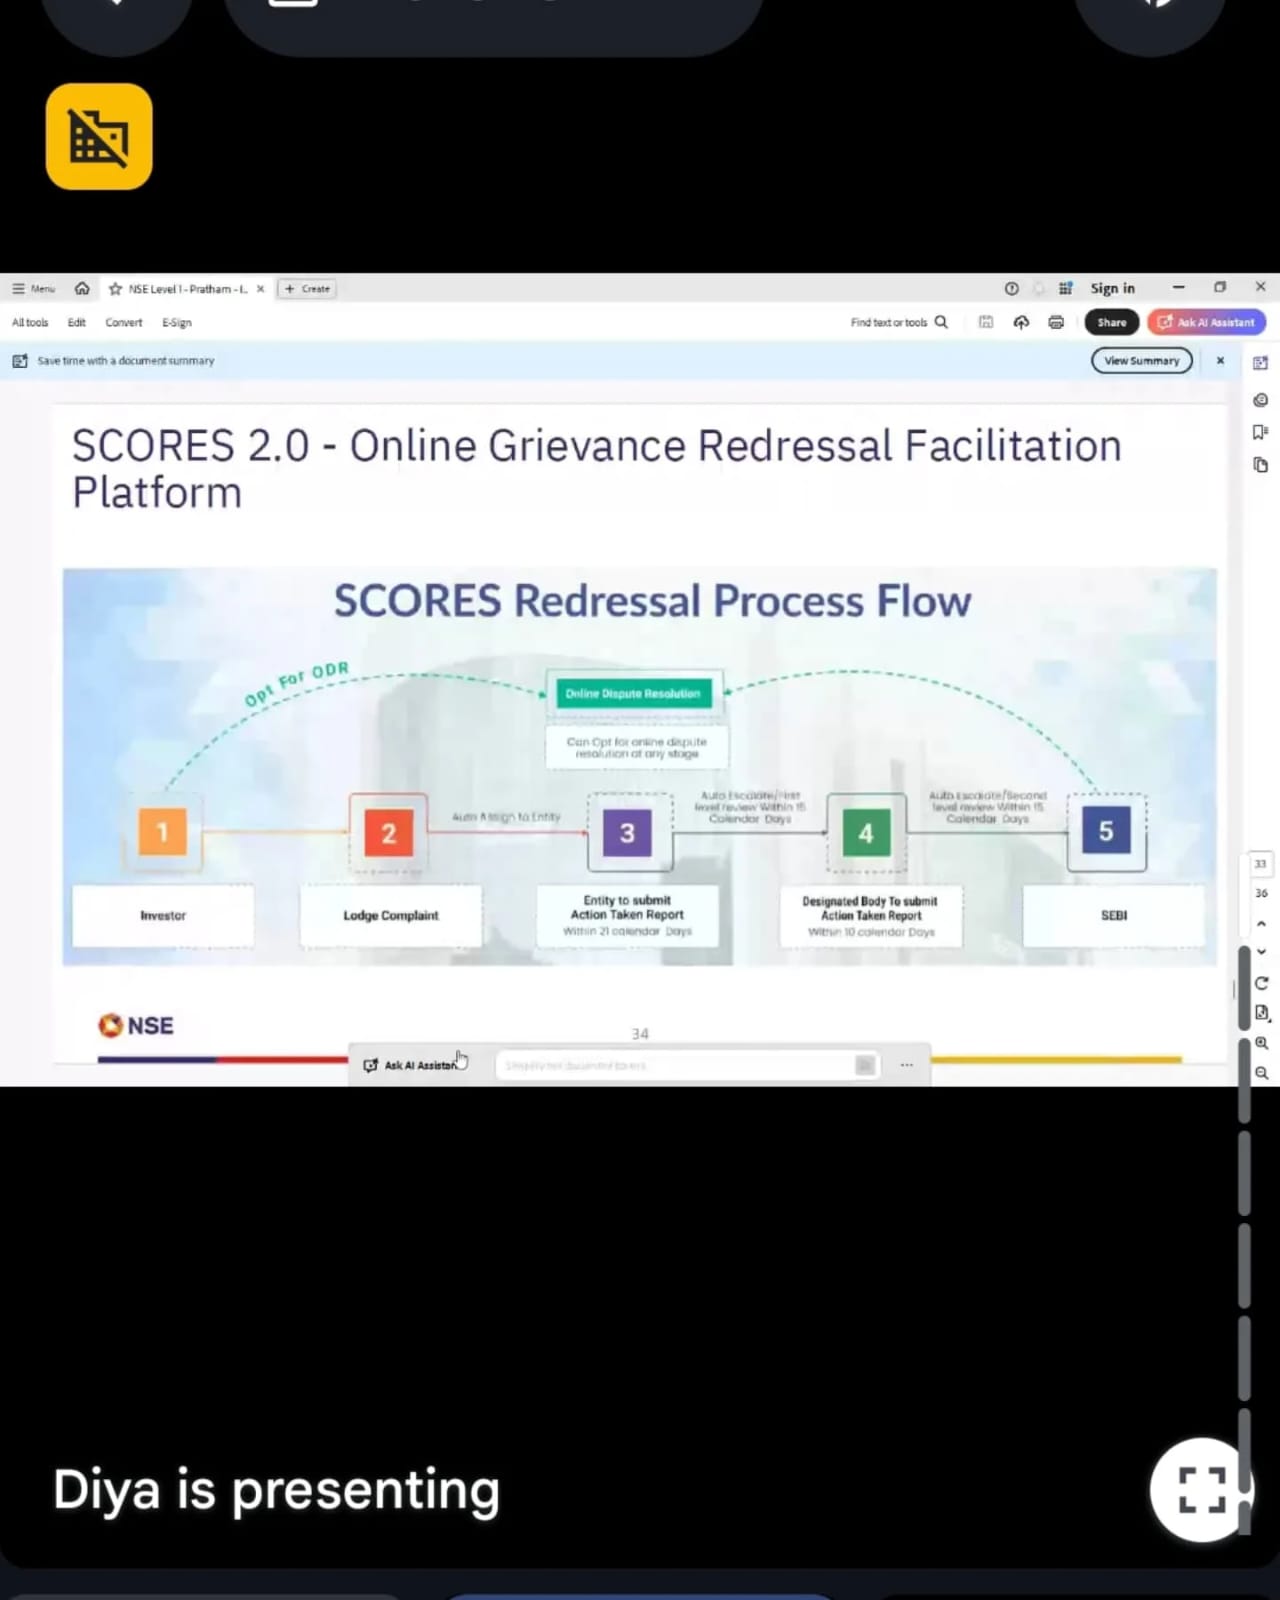 Menu
NSE Level 1 - Pratham - I...
Create
Sign in
All tools
Edit
Convert
E-Sign
Find text or tools
Share
Ask AI Assistant
Save time with a document summary
View Summary
SCORES 2.0 - Online Grievance Redressal Facilitation
Platform
SCORES Redressal Process Flow
Opt For ODR
Online Dispute Resolution
Can Opt for online dispute
resolution at any stage
Auto Assign to Entity
Auto Escalate/First
level review Within 15
Calendar Days
Auto Escalate/Second
level review Within 15
Calendar Days
1
2
3
4
5
Investor
Lodge Complaint
Entity to submit
Action Taken Report
Within 21 calendar Days
Designated Body To submit
Action Taken Report
Within 10 calendar Days
SEBI
33
36
NSE
34
Ask AI Assistant
Diya is presenting